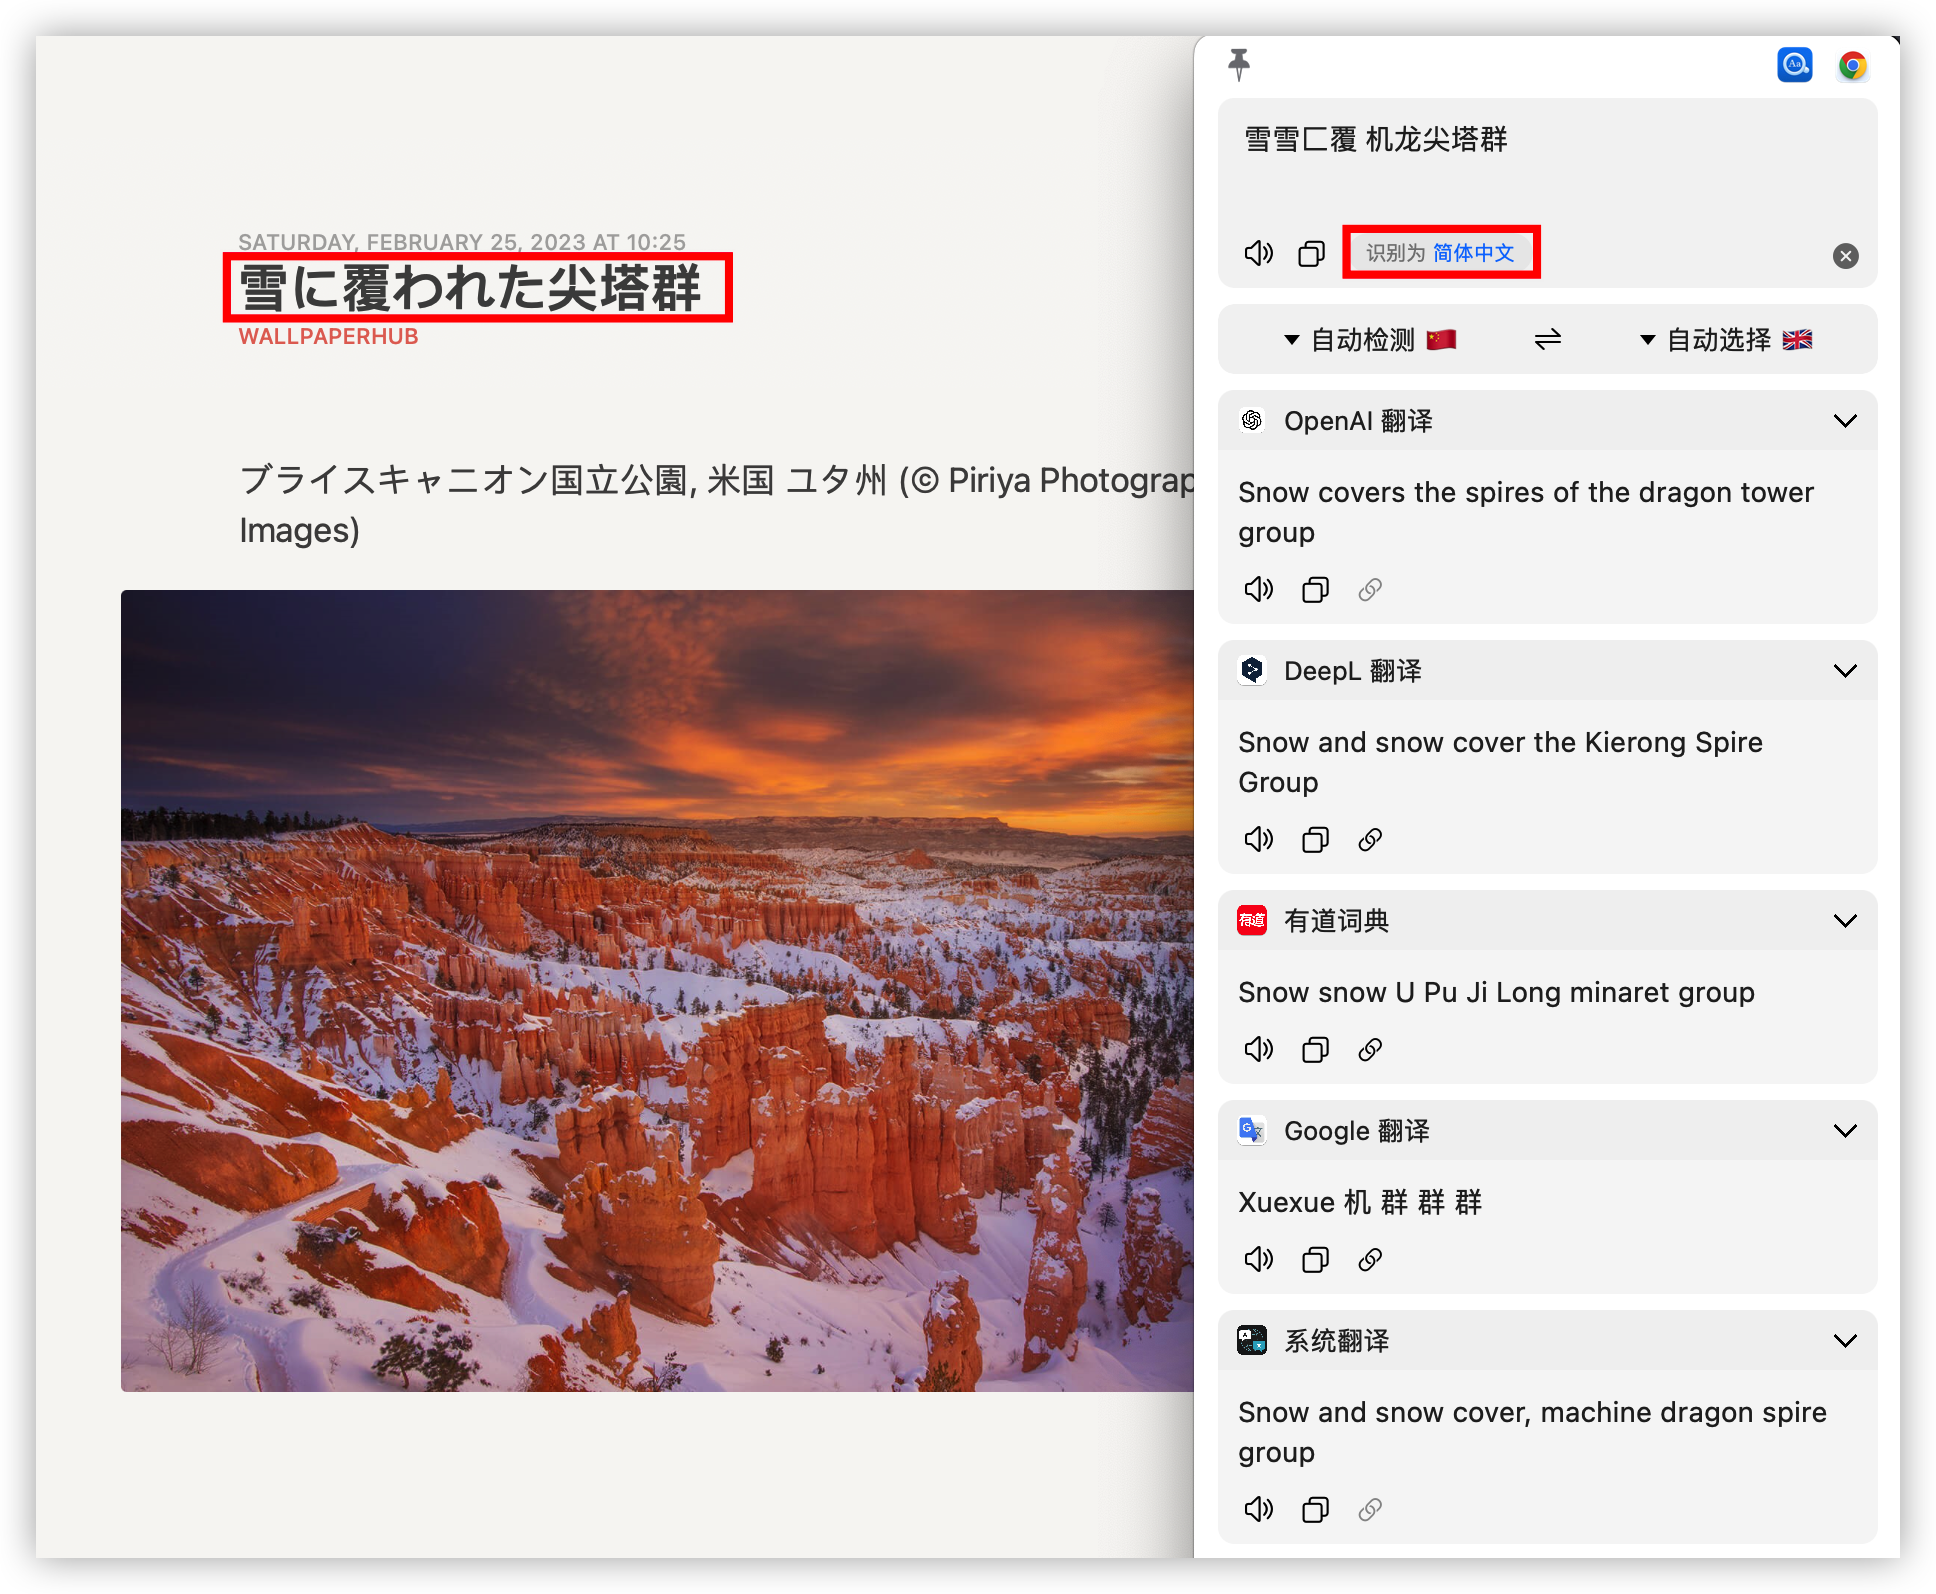 SATURDAY, FEBRUARY 25, 2023 AT 10:25
雪に覆われた尖塔群
WALLPAPERHUB
ブライスキャニオン国立公園, 米国 ユタ州 (© Piriya Photograp
Images)
雪雪匚覆 机龙尖塔群
识别为 简体中文
自动检测
自动选择
OpenAI 翻译
Snow covers the spires of the dragon tower
group
DeepL 翻译
Snow and snow cover the Kierong Spire
Group
有道 有道词典
Snow snow U Pu Ji Long minaret group
Google 翻译
Xuexue 机 群 群 群
系统翻译
Snow and snow cover, machine dragon spire
group